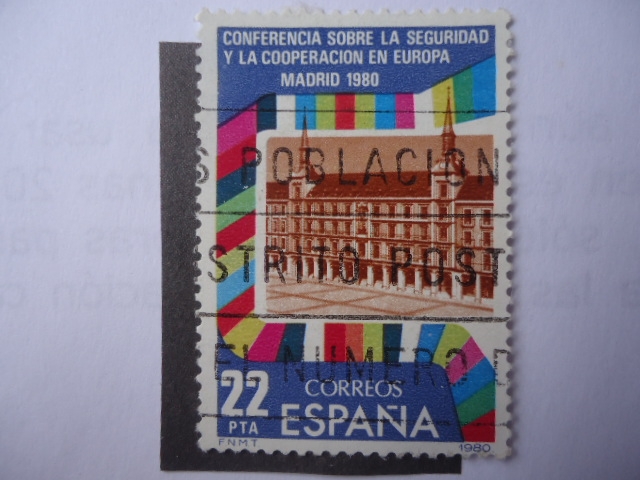 CONFERENCIA SOBRE LA SEGURIDAD
Y LA COOPERACION EN EUROPA
MADRID 1980
S POBLACION
STRITO POST
EL NUMERO D
22
PTA
CORREOS
ESPAÑA
F.N.M.T
1980